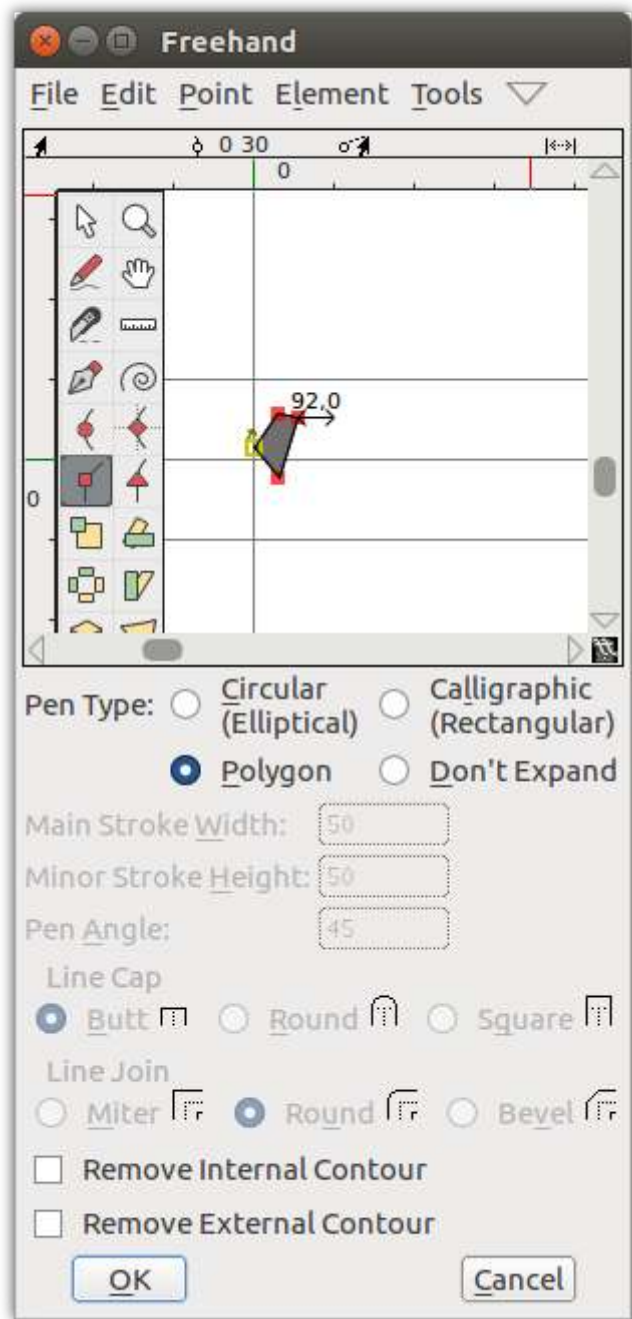 Freehand
File Edit Point Element Tools
0 30
0
92,0
0
Pen Type: Circular (Elliptical) Calligraphic (Rectangular)
Polygon Don't Expand
Main Stroke Width: 50
Minor Stroke Height: 50
Pen Angle: 45
Line Cap
Butt Round Square
Line Join
Miter Round Bevel
Remove Internal Contour
Remove External Contour
OK Cancel